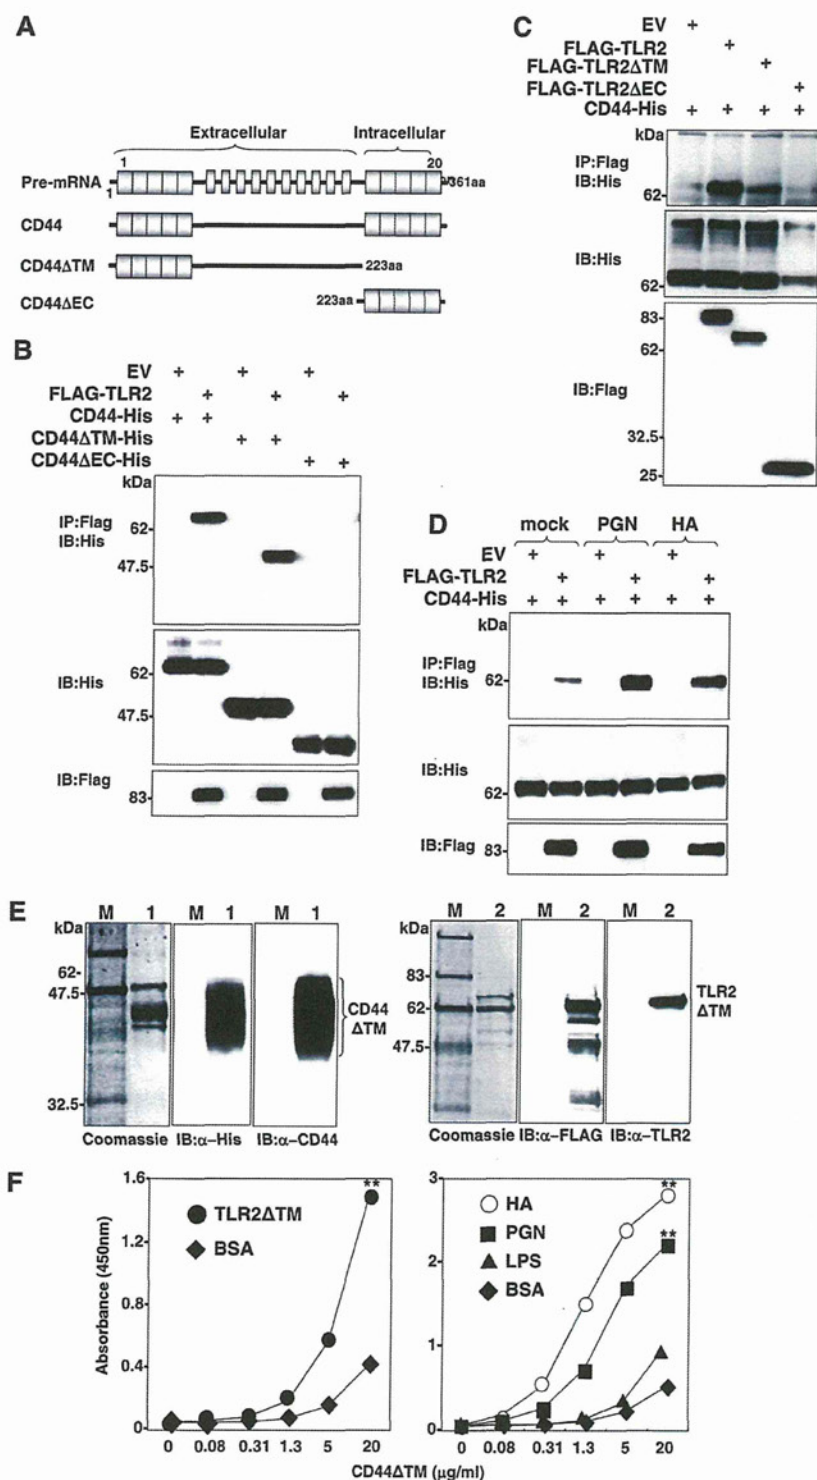 A
Extracellular Intracellular
1 20
Pre-mRNA 361aa
1
CD44
CD44ΔTM 223aa
CD44ΔEC 223aa
B
EV + + +
FLAG-TLR2 + + +
CD44-His + +
CD44ΔTM-His + +
CD44ΔEC-His + +
kDa
IP:Flag
IB:His
62-
47.5-
IB:His
62-
47.5-
IB:Flag
83-
C
EV +
FLAG-TLR2 +
FLAG-TLR2ΔTM +
FLAG-TLR2ΔEC +
CD44-His + + + +
kDa
IP:Flag
IB:His
62-
IB:His
62-
83-
62-
IB:Flag
32.5-
25-
D
mock PGN HA
EV + + +
FLAG-TLR2 + + +
CD44-His + + + + + +
kDa
IP:Flag
IB:His
62-
IB:His
62-
IB:Flag
83-
E
M 1 M 1 M 1
kDa
62-
47.5-
32.5-
CD44
ΔTM
Coomassie IB:α–His IB:α–CD44
M 2 M 2 M 2
kDa
83-
62-
47.5-
TLR2
ΔTM
Coomassie IB:α–FLAG IB:α–TLR2
F
Absorbance (450nm)
1.6
1.2
0.8
0.4
0
**
TLR2ΔTM
BSA
0 0.08 0.31 1.3 5 20
3
2
1
0
**
**
HA
PGN
LPS
BSA
0 0.08 0.31 1.3 5 20
CD44ΔTM (μg/ml)